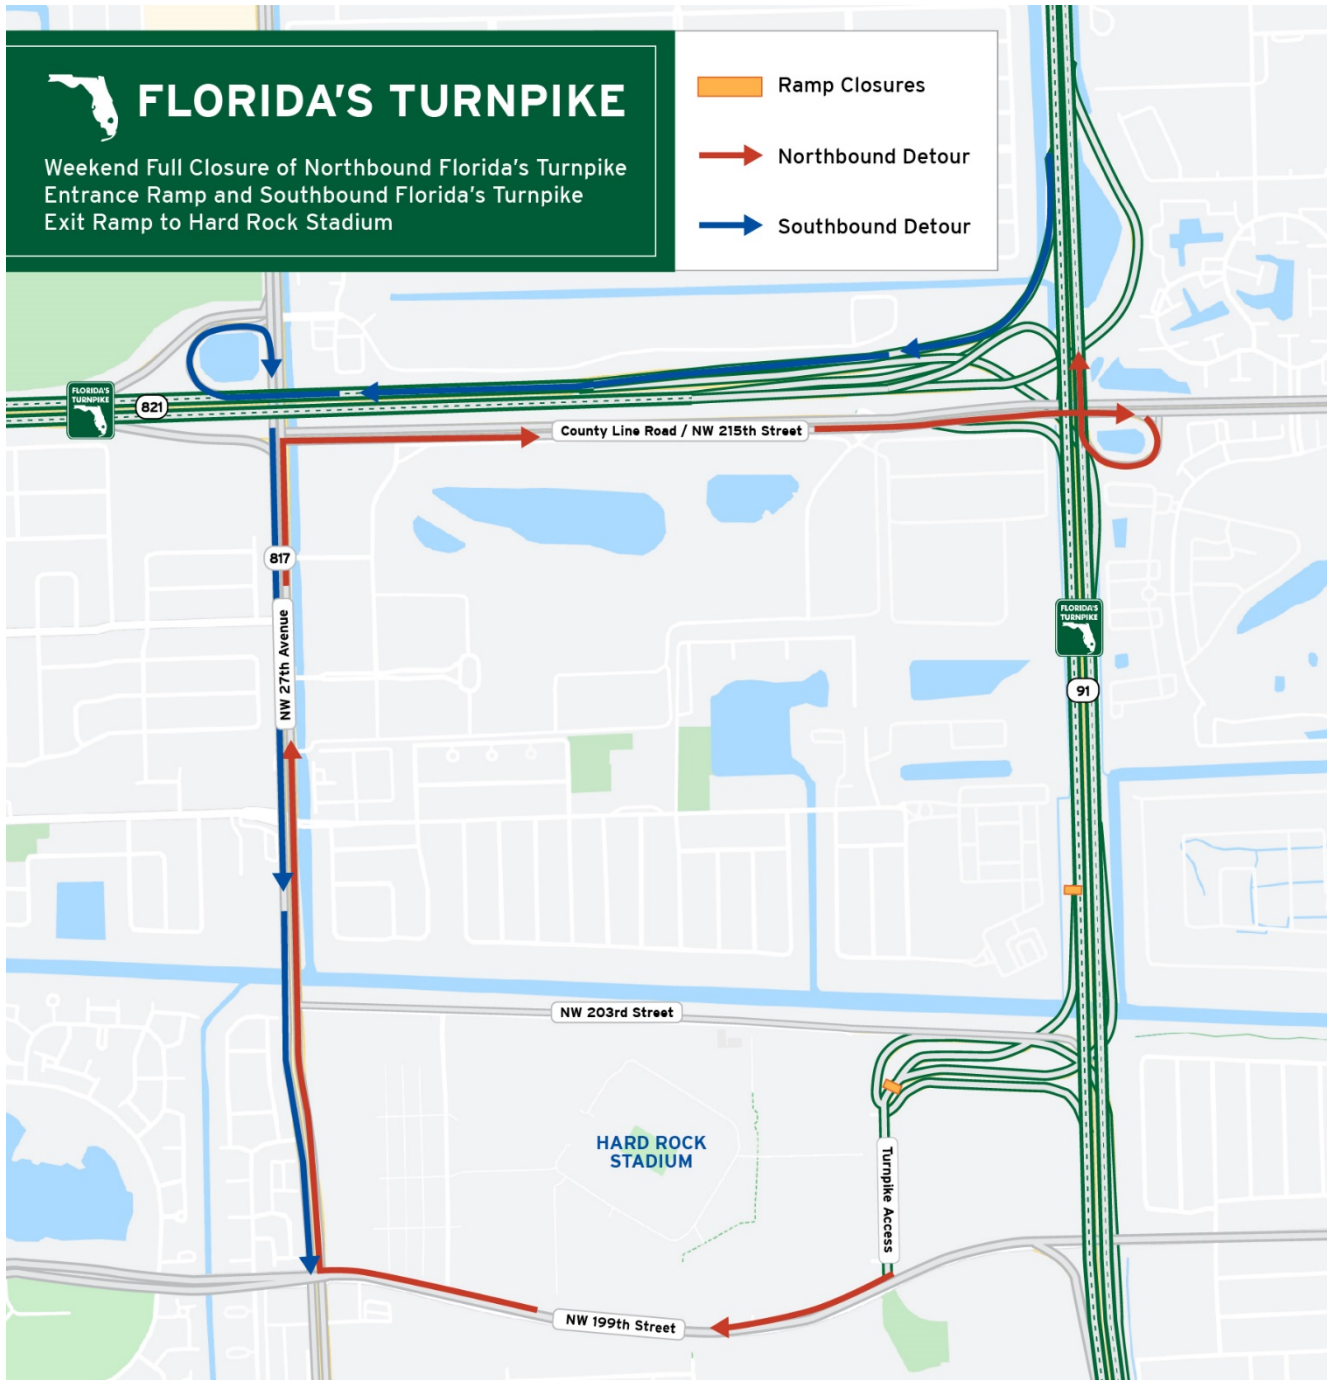 FLORIDA'S TURNPIKE
Weekend Full Closure of Northbound Florida's Turnpike
Entrance Ramp and Southbound Florida's Turnpike
Exit Ramp to Hard Rock Stadium
Ramp Closures
Northbound Detour
Southbound Detour
FLORIDA'S
TURNPIKE
821
County Line Road / NW 215th Street
817
NW 27th Avenue
FLORIDA'S
TURNPIKE
91
NW 203rd Street
HARD ROCK
STADIUM
Turnpike Access
NW 199th Street